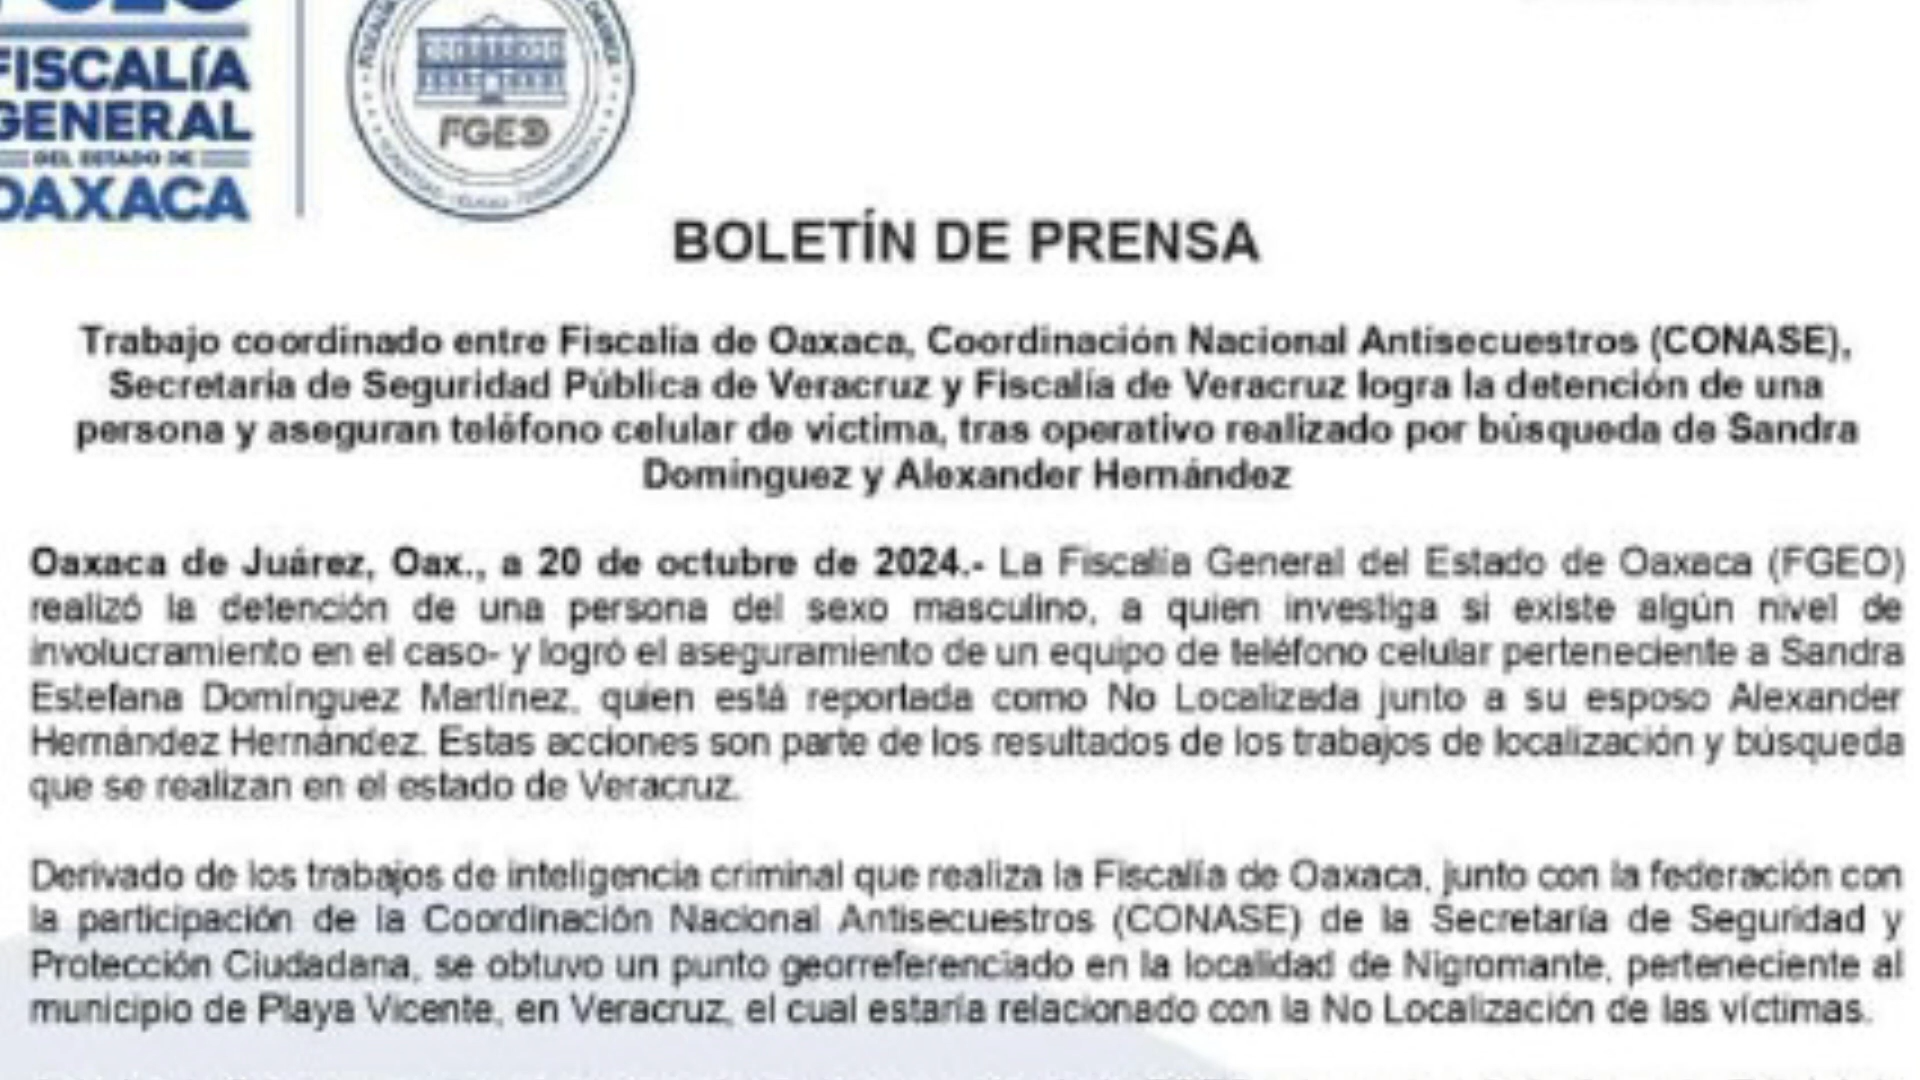 FISCALÍA
GENERAL
DEL ESTADO DE
OAXACA
FGEO
BOLETÍN DE PRENSA
Trabajo coordinado entre Fiscalía de Oaxaca, Coordinación Nacional Antisecuestros (CONASE),
Secretaría de Seguridad Pública de Veracruz y Fiscalía de Veracruz logra la detención de una
persona y aseguran teléfono celular de víctima, tras operativo realizado por búsqueda de Sandra
Domínguez y Alexander Hernández
Oaxaca de Juárez, Oax., a 20 de octubre de 2024.- La Fiscalía General del Estado de Oaxaca (FGEO)
realizó la detención de una persona del sexo masculino, a quien investiga si existe algún nivel de
involucramiento en el caso- y logró el aseguramiento de un equipo de teléfono celular perteneciente a Sandra
Estefana Domínguez Martínez, quien está reportada como No Localizada junto a su esposo Alexander
Hernández Hernández. Estas acciones son parte de los resultados de los trabajos de localización y búsqueda
que se realizan en el estado de Veracruz.
Derivado de los trabajos de inteligencia criminal que realiza la Fiscalía de Oaxaca, junto con la federación con
la participación de la Coordinación Nacional Antisecuestros (CONASE) de la Secretaría de Seguridad y
Protección Ciudadana, se obtuvo un punto georreferenciado en la localidad de Nigromante, perteneciente al
municipio de Playa Vicente, en Veracruz, el cual estaría relacionado con la No Localización de las víctimas.